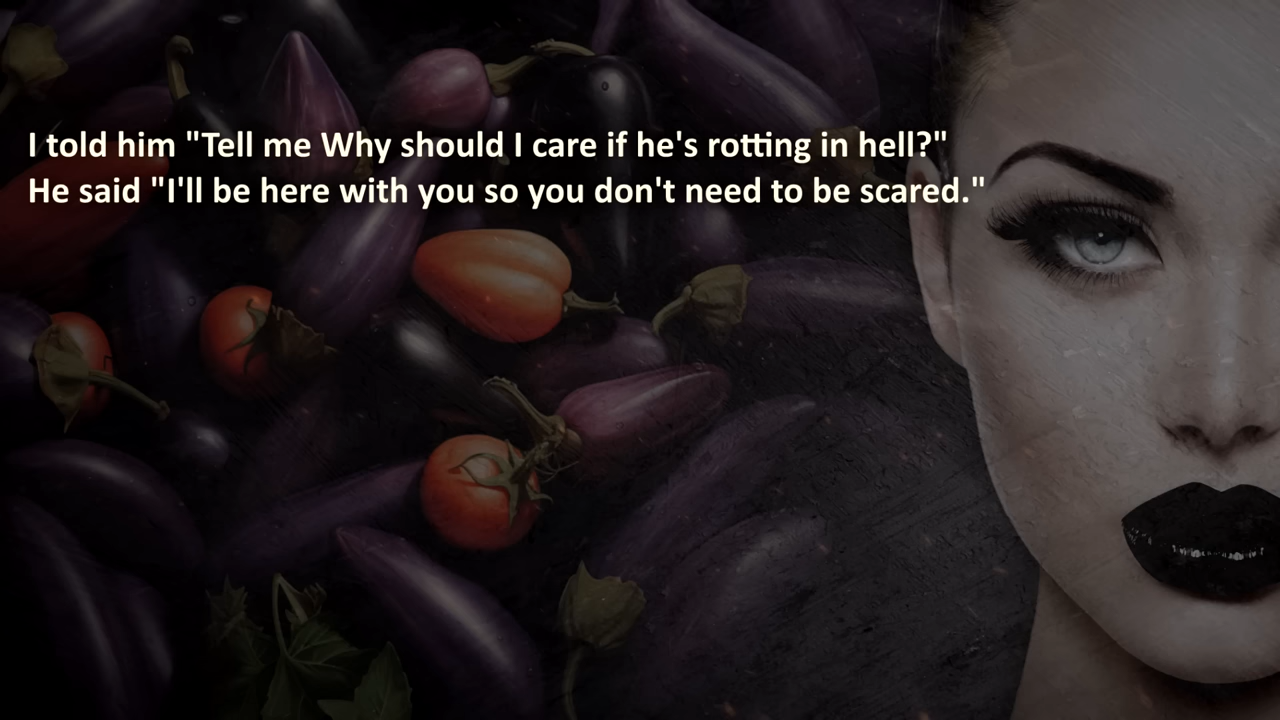 I told him "Tell me Why should I care if he's rotting in hell?"
He said "I'll be here with you so you don't need to be scared."